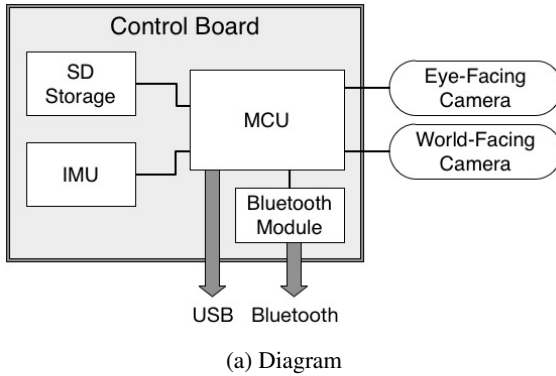 Control Board
SD
Storage
IMU
MCU
Bluetooth
Module
Eye-Facing
Camera
World-Facing
Camera
USB
Bluetooth
(a) Diagram